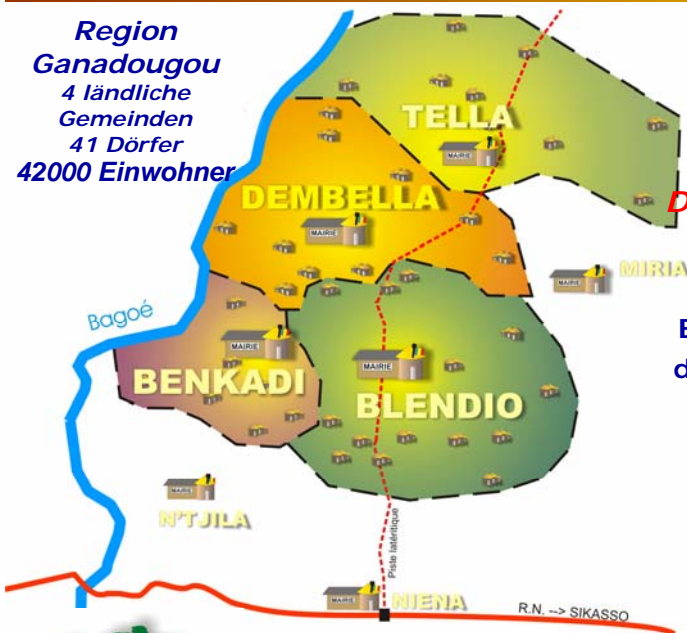 Region
Ganadougou
4 ländliche
Gemeinden
41 Dörfer
42000 Einwohner
TELLA
MAIRIE
DEMBELLA
MAIRIE
MAIRIE
MIRIA
Bagoé
MAIRIE
BENKADI
MAIRIE
BLENDIO
MAIRIE
N'TJILA
Piste latéritique
MAIRIE
NIENA
R.N. --> SIKASSO